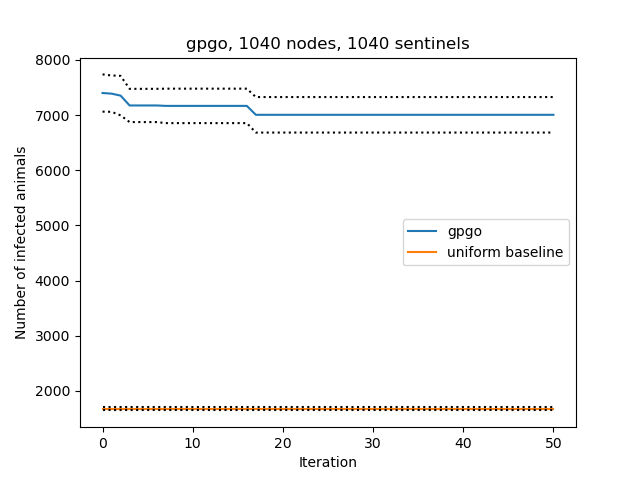 gpgo, 1040 nodes, 1040 sentinels
8000
7000
6000
5000
4000
3000
2000
Number of infected animals
gpgo
uniform baseline
0 10 20 30 40 50
Iteration